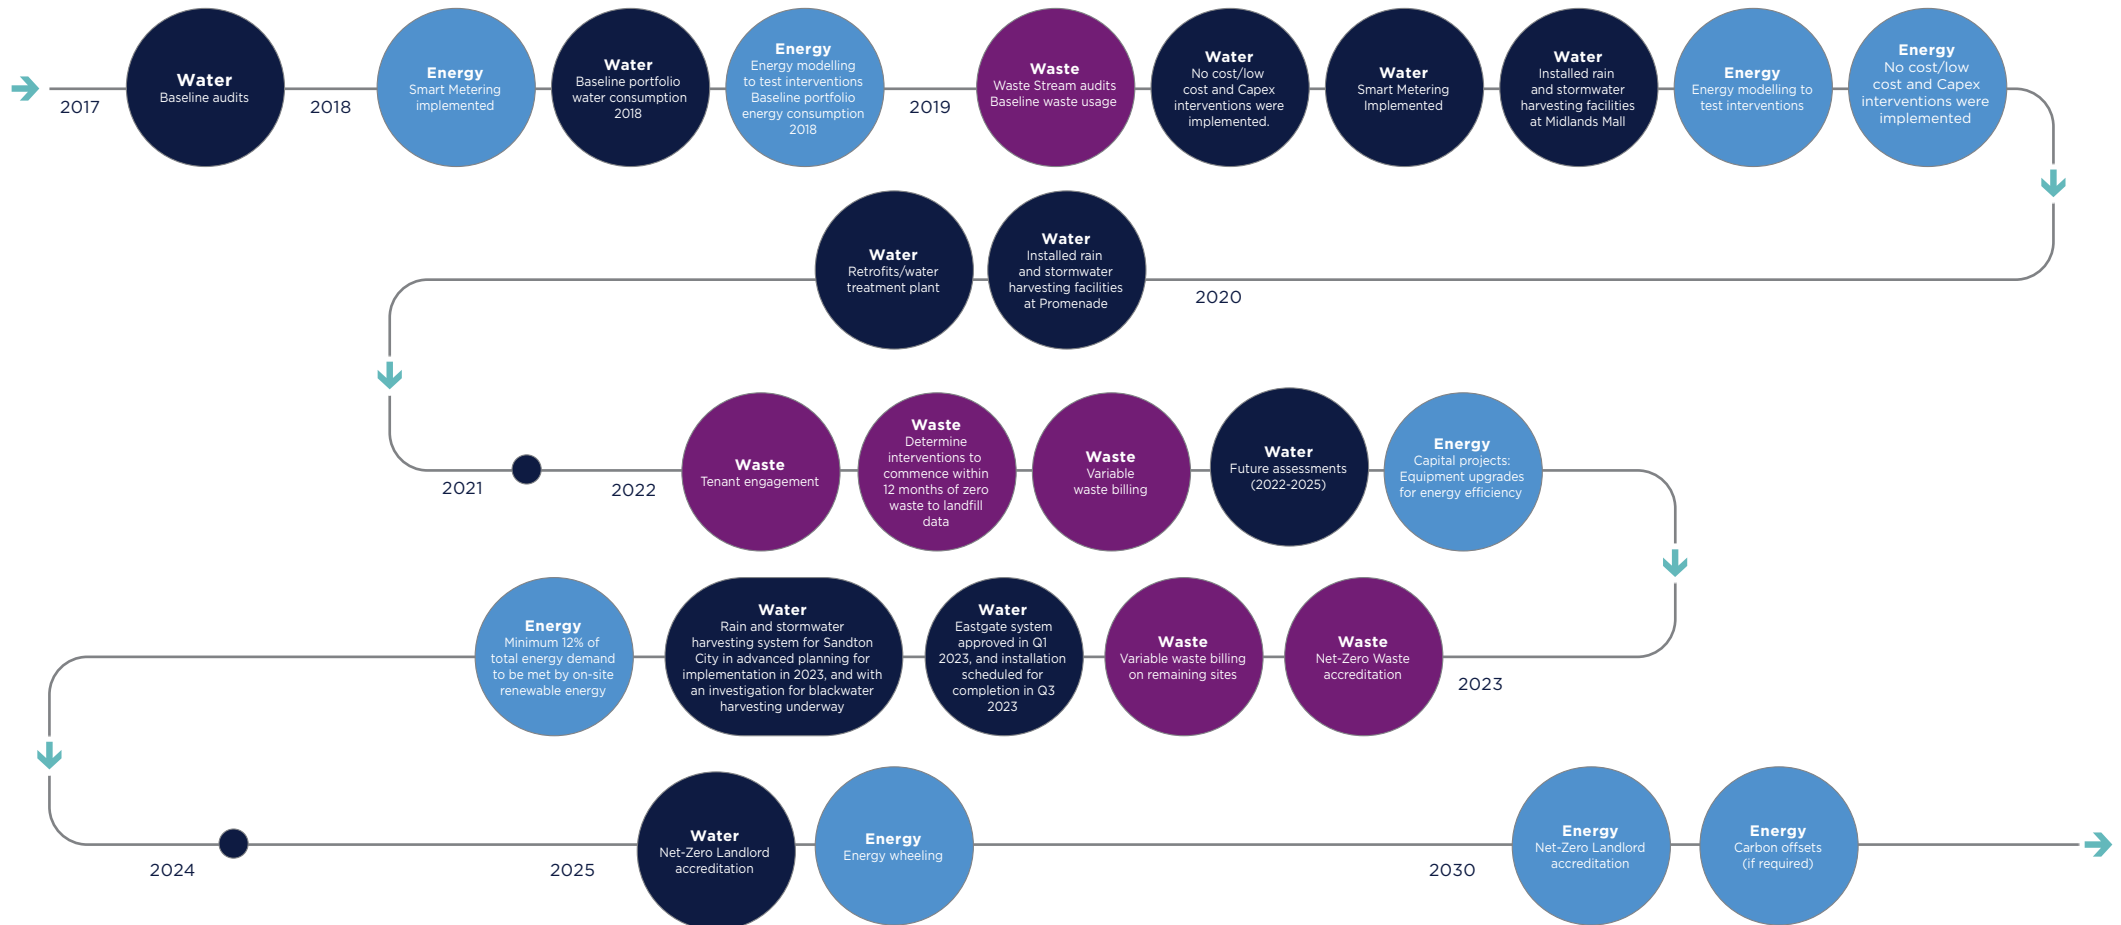 2017
Water
Baseline audits
2018
Energy
Smart Metering
implemented
Water
Baseline portfolio
water consumption
2018
Energy
Energy modelling
to test interventions
Baseline portfolio
energy consumption
2018
2019
Waste
Waste Stream audits
Baseline waste usage
Water
No cost/low
cost and Capex
interventions were
implemented.
Water
Smart Metering
Implemented
Water
Installed rain
and stormwater
harvesting facilities
at Midlands Mall
Energy
Energy modelling to
test interventions
Energy
No cost/low
cost and Capex
interventions were
implemented
2020
Water
Installed rain
and stormwater
harvesting facilities
at Promenade
Water
Retrofits/water
treatment plant
2021
2022
Waste
Tenant engagement
Waste
Determine
interventions to
commence within
12 months of zero
waste to landfill
data
Waste
Variable
waste billing
Water
Future assessments
(2022-2025)
Energy
Capital projects:
Equipment upgrades
for energy efficiency
2023
Waste
Net-Zero Waste
accreditation
Waste
Variable waste billing
on remaining sites
Water
Eastgate system
approved in Q1
2023, and installation
scheduled for
completion in Q3
2023
Water
Rain and stormwater
harvesting system for Sandton
City in advanced planning for
implementation in 2023, and with
an investigation for blackwater
harvesting underway
Energy
Minimum 12% of
total energy demand
to be met by on-site
renewable energy
2024
2025
Water
Net-Zero Landlord
accreditation
Energy
Energy wheeling
2030
Energy
Net-Zero Landlord
accreditation
Energy
Carbon offsets
(if required)